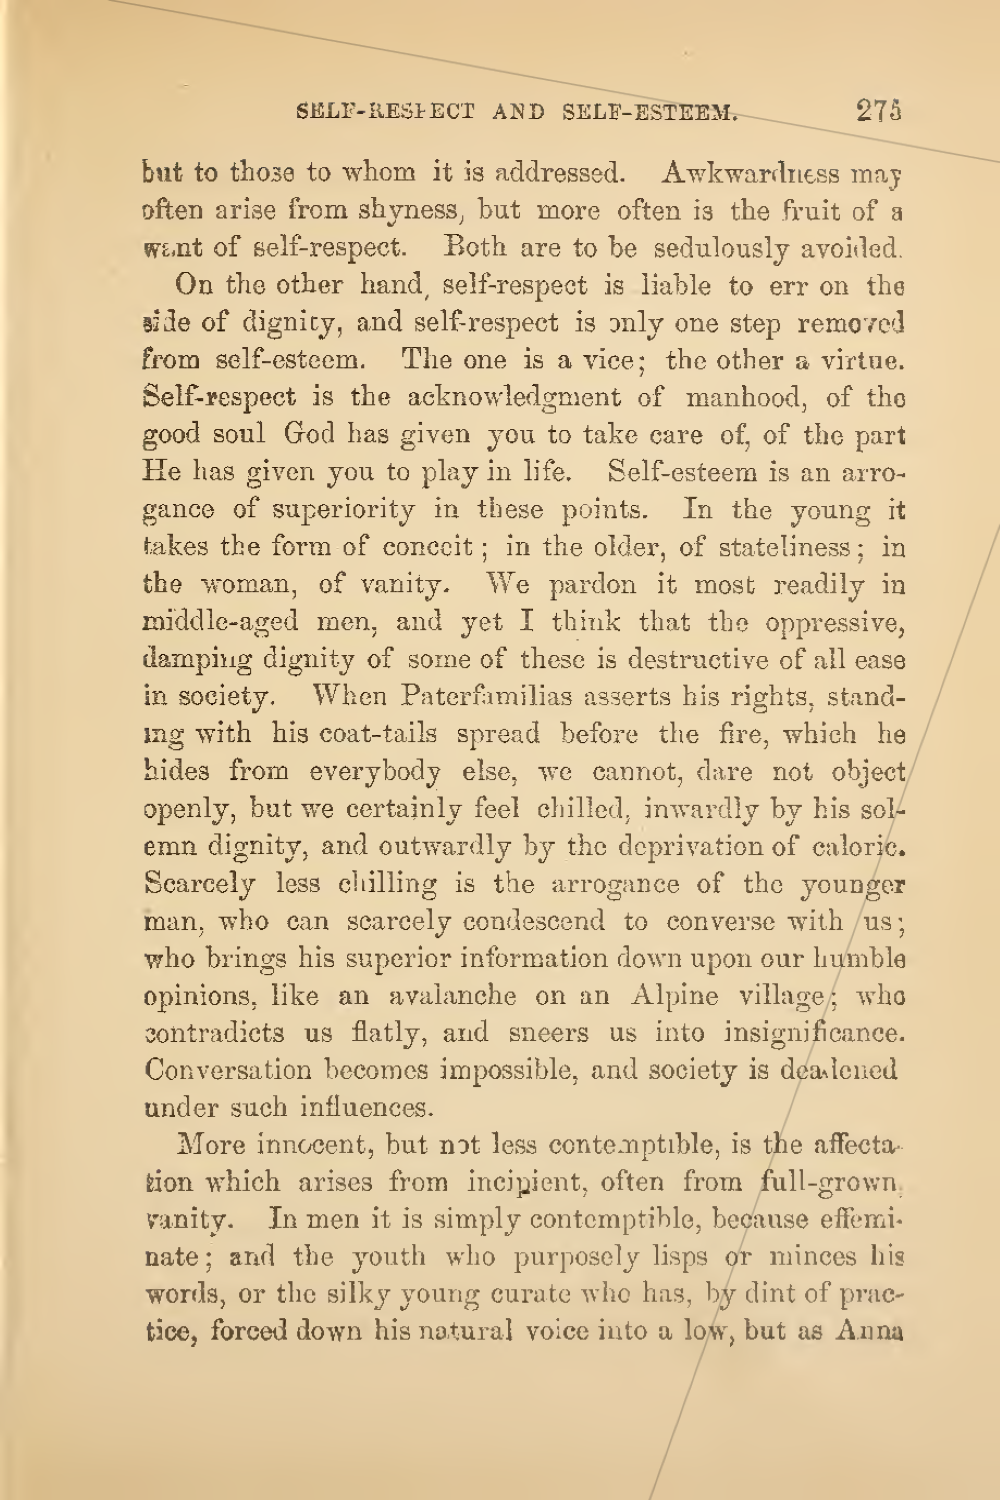 SELF-RESPECT AND SELF-ESTEEM. 275
but to those to whom it is addressed. Awkwardness may
often arise from shyness, but more often is the fruit of a
want of self-respect. Both are to be sedulously avoided.
On the other hand, self-respect is liable to err on the
side of dignity, and self-respect is only one step removed
from self-esteem. The one is a vice; the other a virtue.
Self-respect is the acknowledgment of manhood, of the
good soul God has given you to take care of, of the part
He has given you to play in life. Self-esteem is an arro-
gance of superiority in these points. In the young it
takes the form of conceit; in the older, of stateliness; in
the woman, of vanity. We pardon it most readily in
middle-aged men, and yet I think that the oppressive,
damping dignity of some of these is destructive of all ease
in society. When Paterfamilias asserts his rights, stand-
ing with his coat-tails spread before the fire, which he
hides from everybody else, we cannot, dare not object
openly, but we certainly feel chilled, inwardly by his sol-
emn dignity, and outwardly by the deprivation of caloric.
Scarcely less chilling is the arrogance of the younger
man, who can scarcely condescend to converse with us;
who brings his superior information down upon our humble
opinions, like an avalanche on an Alpine village; who
contradicts us flatly, and sneers us into insignificance.
Conversation becomes impossible, and society is deadened
under such influences.
More innocent, but not less contemptible, is the affecta-
tion which arises from incipient, often from full-grown,
vanity. In men it is simply contemptible, because effemi-
nate; and the youth who purposely lisps or minces his
words, or the silky young curate who has, by dint of prac-
tice, forced down his natural voice into a low, but as Anna